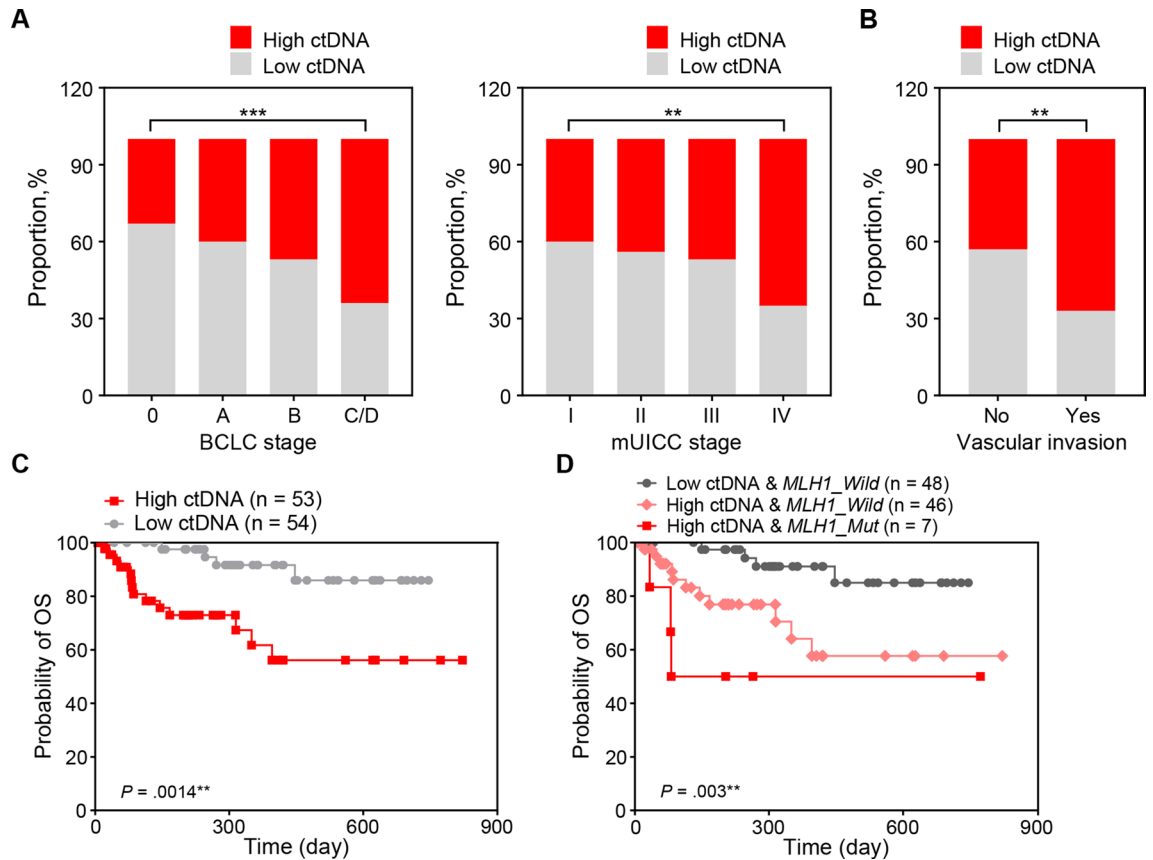 A
High ctDNA
Low ctDNA
Proportion,%
120
90
60
30
0
***
0 A B C/D
BCLC stage
High ctDNA
Low ctDNA
Proportion,%
120
90
60
30
0
**
I II III IV
mUICC stage
B
High ctDNA
Low ctDNA
Proportion,%
120
90
60
30
0
**
No Yes
Vascular invasion
C
High ctDNA (n = 53)
Low ctDNA (n = 54)
Probability of OS
100
80
60
40
20
0
P = .0014**
0 300 600 900
Time (day)
D
Low ctDNA & MLH1_Wild (n = 48)
High ctDNA & MLH1_Wild (n = 46)
High ctDNA & MLH1_Mut (n = 7)
Probability of OS
100
80
60
40
20
0
P = .003**
0 300 600 900
Time (day)